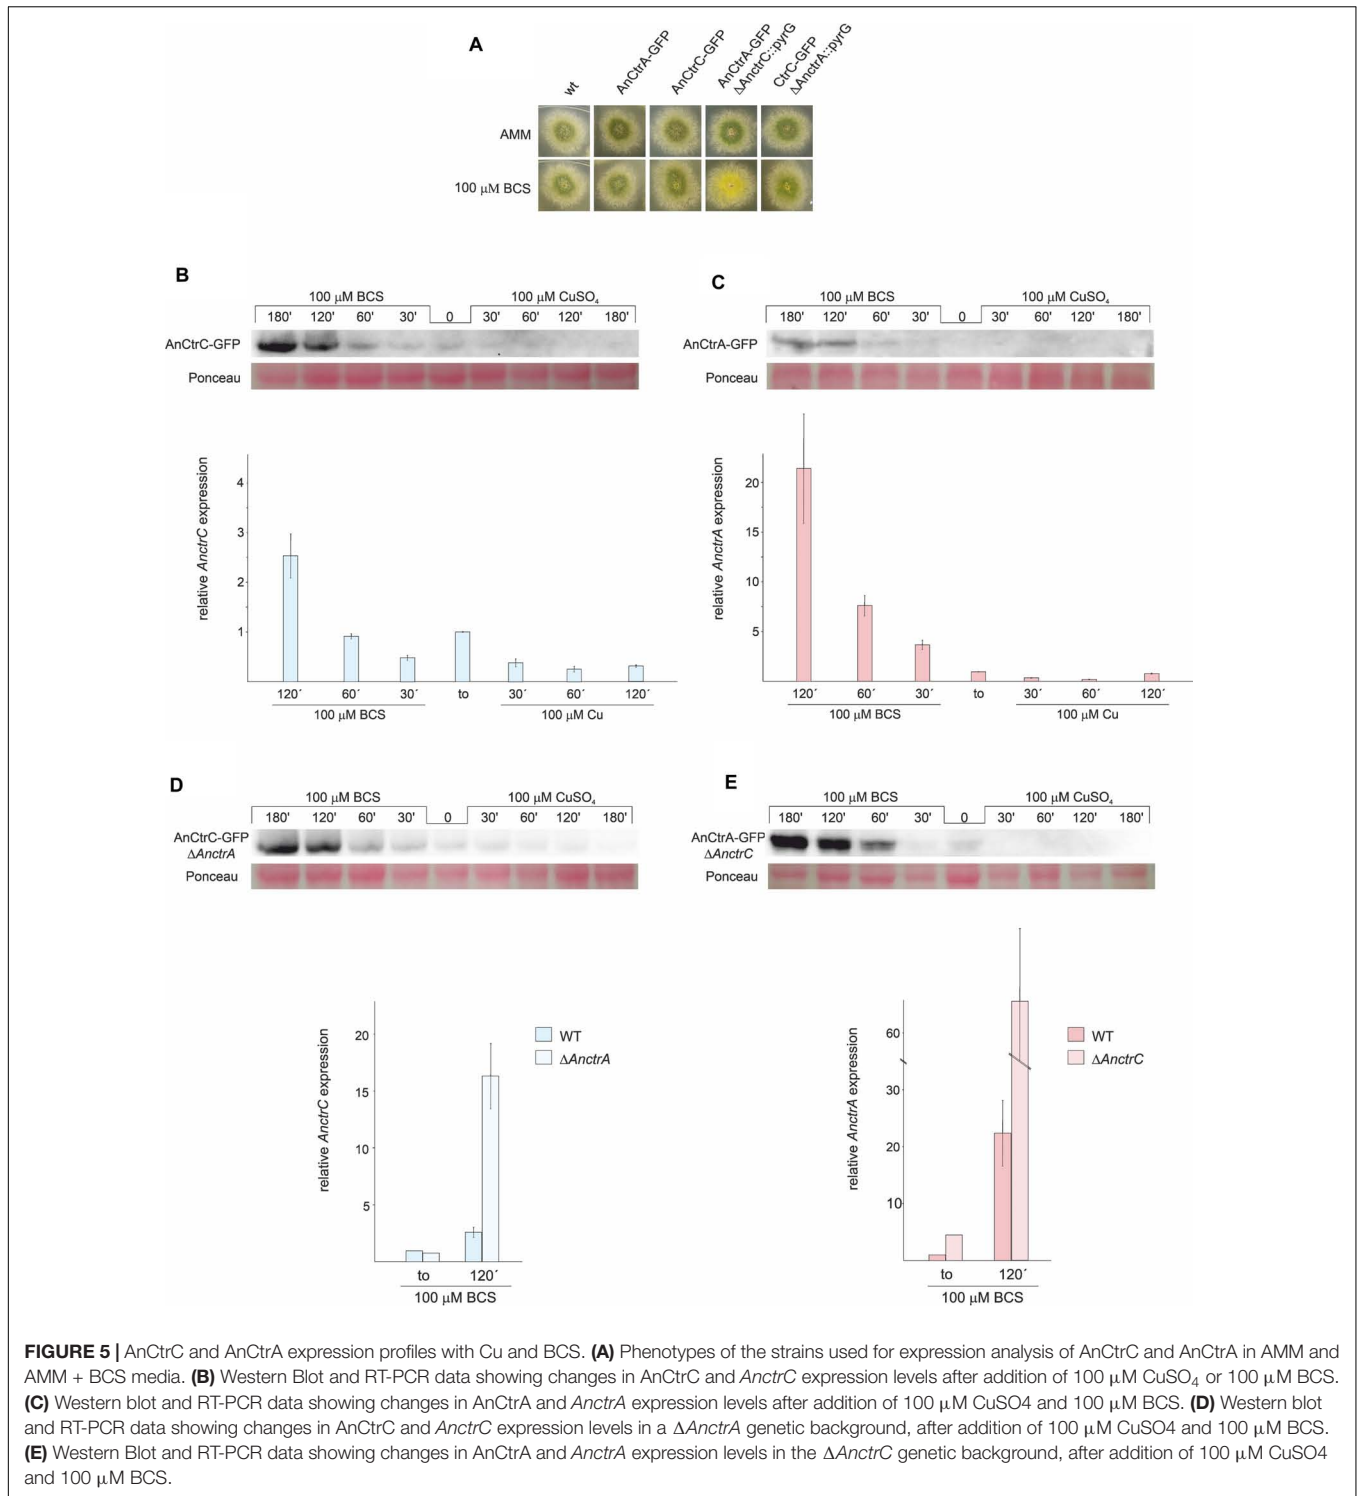 A
wt
AnCtrA-GFP
AnCtrC-GFP
AnCtrA-GFP
ΔAnctrC::pyrG
CtrC-GFP
ΔAnctrA::pyrG
AMM
100 μM BCS
B
100 μM BCS
100 μM CuSO₄
180' 120' 60' 30' 0 30' 60' 120' 180'
AnCtrC-GFP
Ponceau
relative AnctrC expression
4
3
2
1
120´ 60´ 30´ to 30´ 60´ 120´
100 μM BCS
100 μM Cu
C
100 μM BCS
100 μM CuSO₄
180' 120' 60' 30' 0 30' 60' 120' 180'
AnCtrA-GFP
Ponceau
relative AnctrA expression
20
15
10
5
120´ 60´ 30´ to 30´ 60´ 120´
100 μM BCS
100 μM Cu
D
100 μM BCS
100 μM CuSO₄
180' 120' 60' 30' 0 30' 60' 120' 180'
AnCtrC-GFP
ΔAnctrA
Ponceau
relative AnctrC expression
20
15
10
5
WT
ΔAnctrA
to 120´
100 μM BCS
E
100 μM BCS
100 μM CuSO₄
180' 120' 60' 30' 0 30' 60' 120' 180'
AnCtrA-GFP
ΔAnctrC
Ponceau
relative AnctrA expression
60
30
20
10
WT
ΔAnctrC
to 120´
100 μM BCS
FIGURE 5 | AnCtrC and AnCtrA expression profiles with Cu and BCS. (A) Phenotypes of the strains used for expression analysis of AnCtrC and AnCtrA in AMM and
AMM + BCS media. (B) Western Blot and RT-PCR data showing changes in AnCtrC and AnctrC expression levels after addition of 100 μM CuSO₄ or 100 μM BCS.
(C) Western blot and RT-PCR data showing changes in AnCtrA and AnctrA expression levels after addition of 100 μM CuSO4 and 100 μM BCS. (D) Western blot
and RT-PCR data showing changes in AnCtrC and AnctrC expression levels in a ΔAnctrA genetic background, after addition of 100 μM CuSO4 and 100 μM BCS.
(E) Western Blot and RT-PCR data showing changes in AnCtrA and AnctrA expression levels in the ΔAnctrC genetic background, after addition of 100 μM CuSO4
and 100 μM BCS.